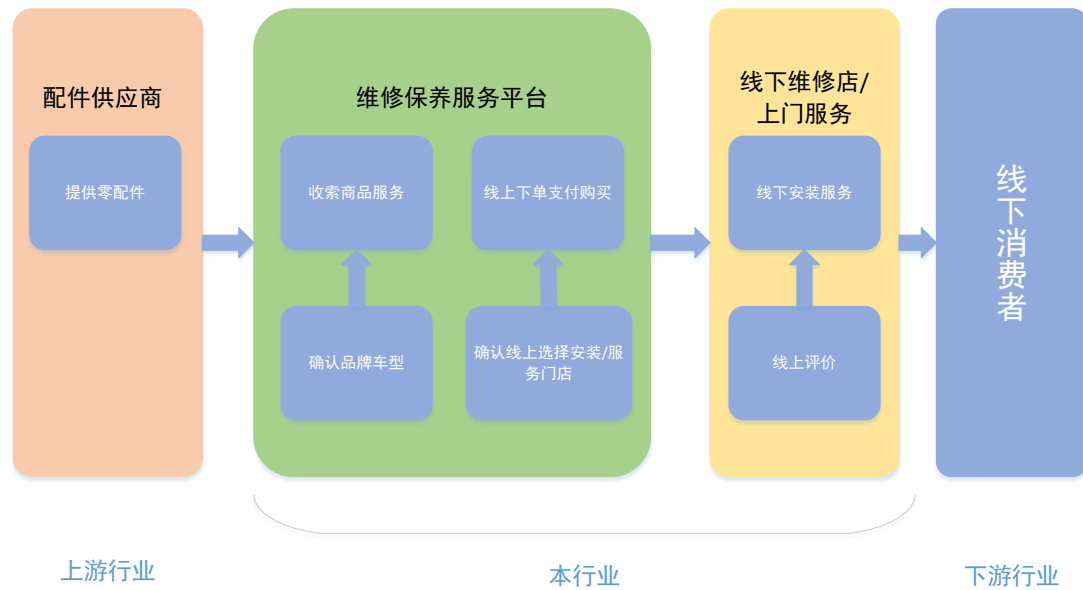 配件供应商
提供零配件
维修保养服务平台
收索商品服务
线上下单支付购买
确认品牌车型
确认线上选择安装/服
务门店
线下维修店/
上门服务
线下安装服务
线上评价
线下消费者
上游行业
本行业
下游行业